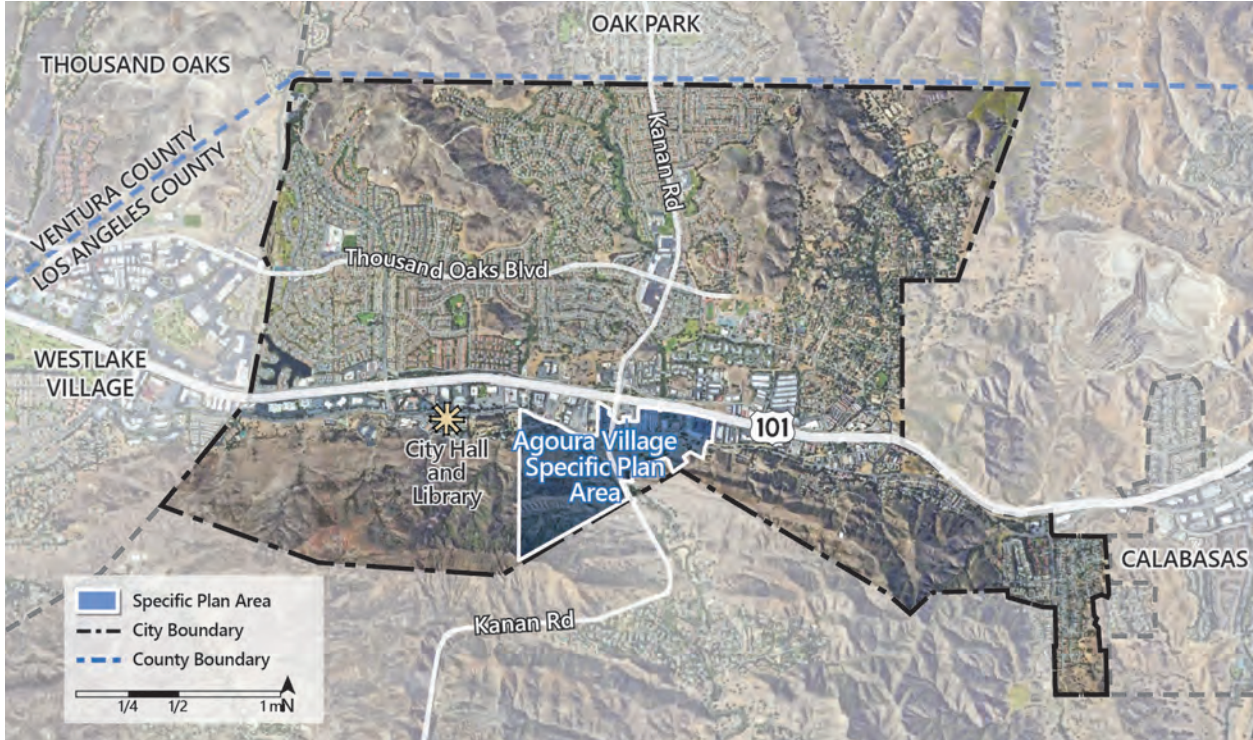 OAK PARK
THOUSAND OAKS
VENTURA COUNTY
LOS ANGELES COUNTY
Kanan Rd
Thousand Oaks Blvd
WESTLAKE
VILLAGE
101
City Hall
and
Library
Agoura Village
Specific Plan
Area
CALABASAS
Kanan Rd
Specific Plan Area
City Boundary
County Boundary
1/4 1/2 1 mi
N